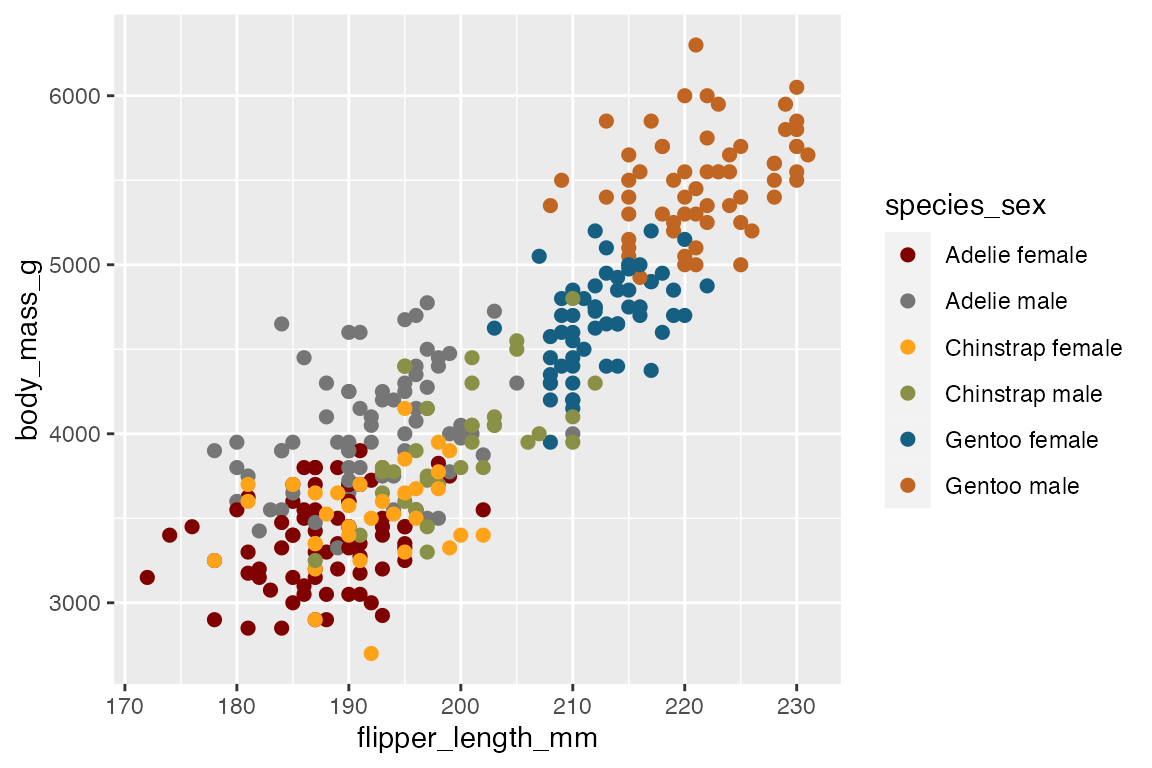 6000
5000
4000
3000
body_mass_g
170 180 190 200 210 220 230
flipper_length_mm
species_sex
Adelie female
Adelie male
Chinstrap female
Chinstrap male
Gentoo female
Gentoo male